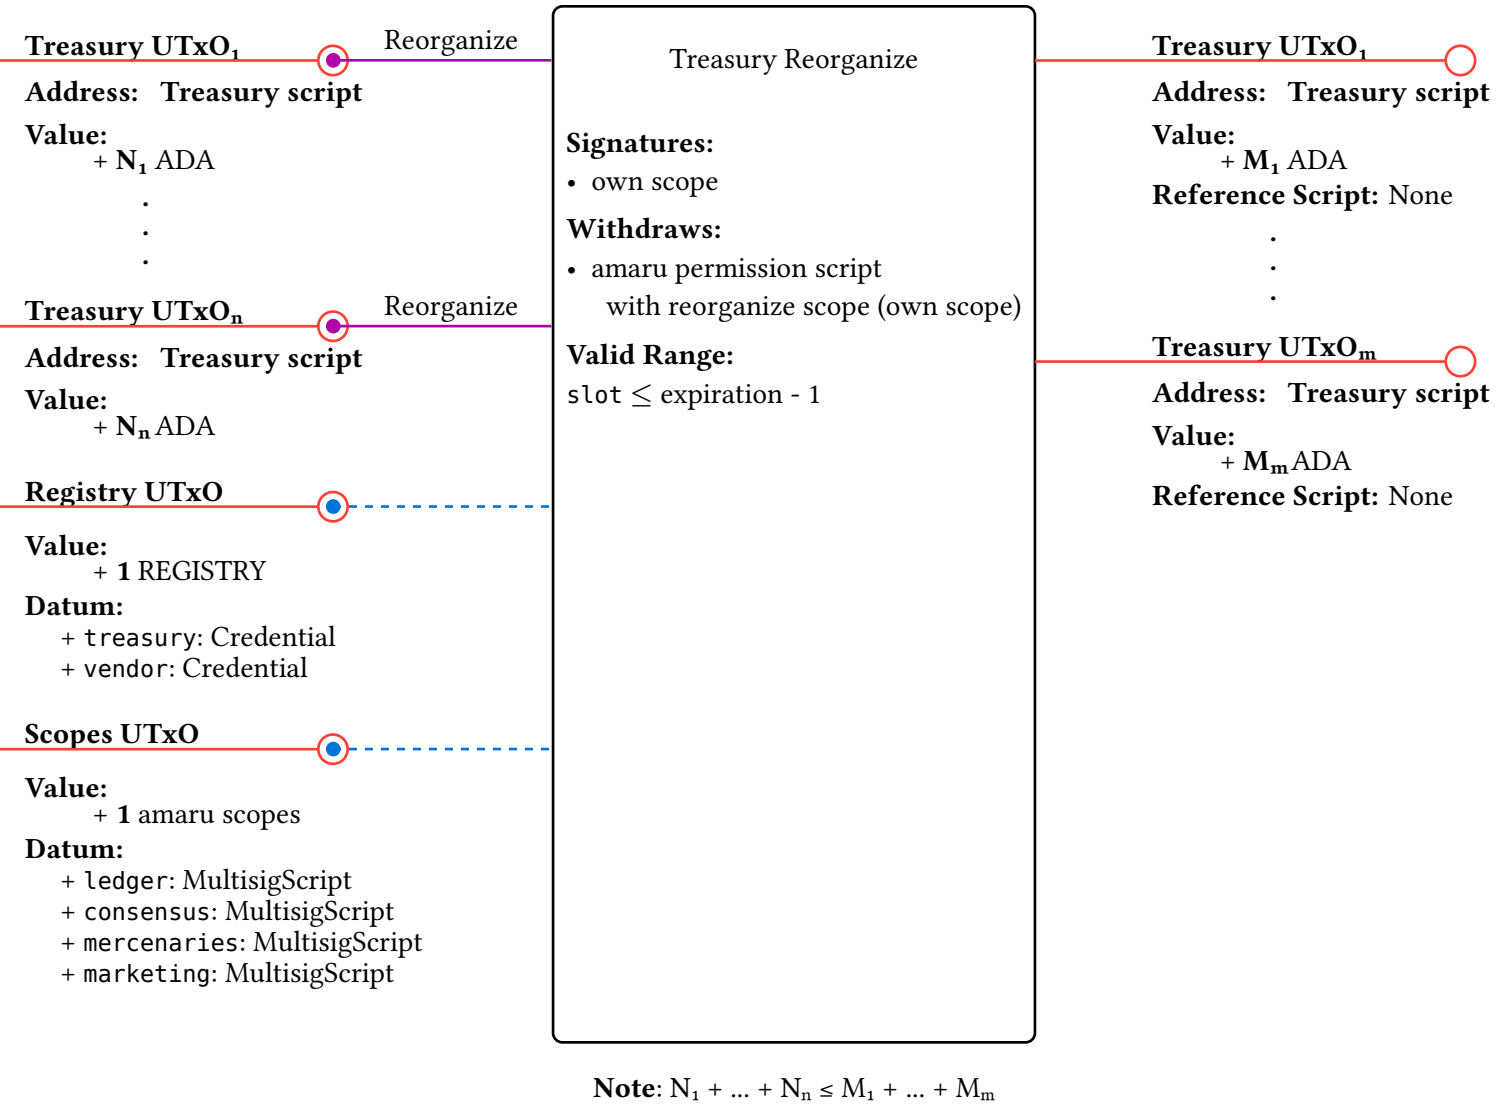 Treasury UTxO₁
Reorganize
Address: Treasury script
Value:
+ N₁ ADA
.
.
.
Treasury UTxOₙ
Reorganize
Address: Treasury script
Value:
+ Nₙ ADA
Registry UTxO
Value:
+ 1 REGISTRY
Datum:
+ treasury: Credential
+ vendor: Credential
Scopes UTxO
Value:
+ 1 amaru scopes
Datum:
+ ledger: MultisigScript
+ consensus: MultisigScript
+ mercenaries: MultisigScript
+ marketing: MultisigScript
Treasury Reorganize
Signatures:
• own scope
Withdraws:
• amaru permission script
with reorganize scope (own scope)
Valid Range:
slot ≤ expiration - 1
Treasury UTxO₁
Address: Treasury script
Value:
+ M₁ ADA
Reference Script: None
.
.
.
Treasury UTxOₘ
Address: Treasury script
Value:
+ Mₘ ADA
Reference Script: None
Note: N₁ + ... + Nₙ ≤ M₁ + ... + Mₘ